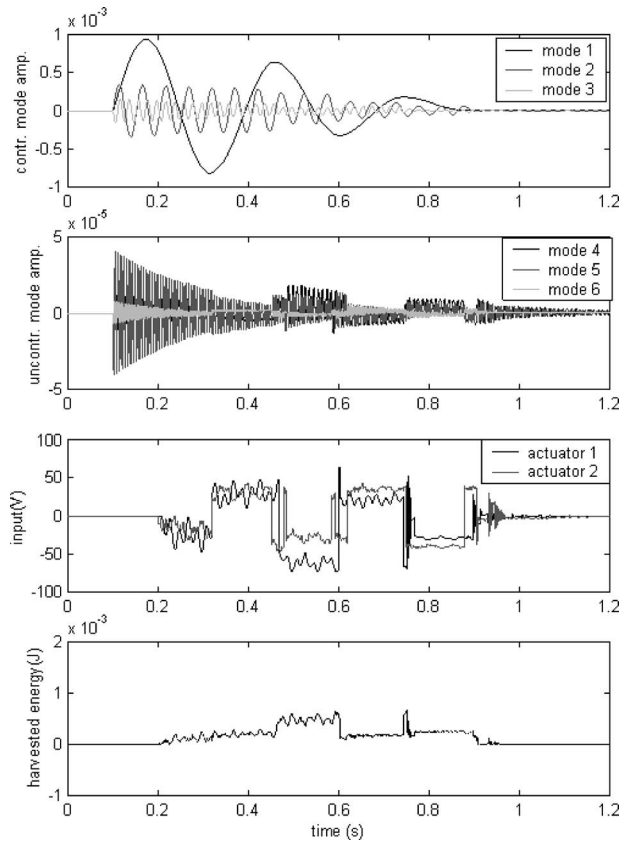 x 10⁻³
contr. mode amp.
1
0.5
0
-0.5
-1
mode 1
mode 2
mode 3
0 0.2 0.4 0.6 0.8 1 1.2
x 10⁻⁵
uncontr. mode amp.
5
0
-5
mode 4
mode 5
mode 6
0 0.2 0.4 0.6 0.8 1 1.2
input(V)
100
50
0
-50
-100
actuator 1
actuator 2
0 0.2 0.4 0.6 0.8 1 1.2
x 10⁻³
harvested energy(J)
2
1
0
-1
0 0.2 0.4 0.6 0.8 1 1.2
time (s)